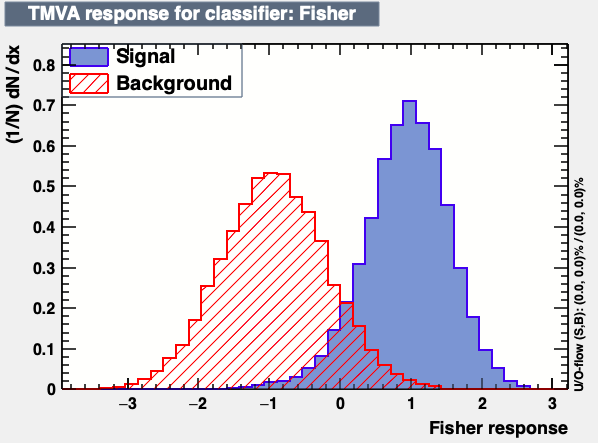 TMVA response for classifier: Fisher
(1/N) dN / dx
Signal
Background
0.8
0.7
0.6
0.5
0.4
0.3
0.2
0.1
0
−3 −2 −1 0 1 2 3
Fisher response
U/O-flow (S,B): (0.0, 0.0)% / (0.0, 0.0)%